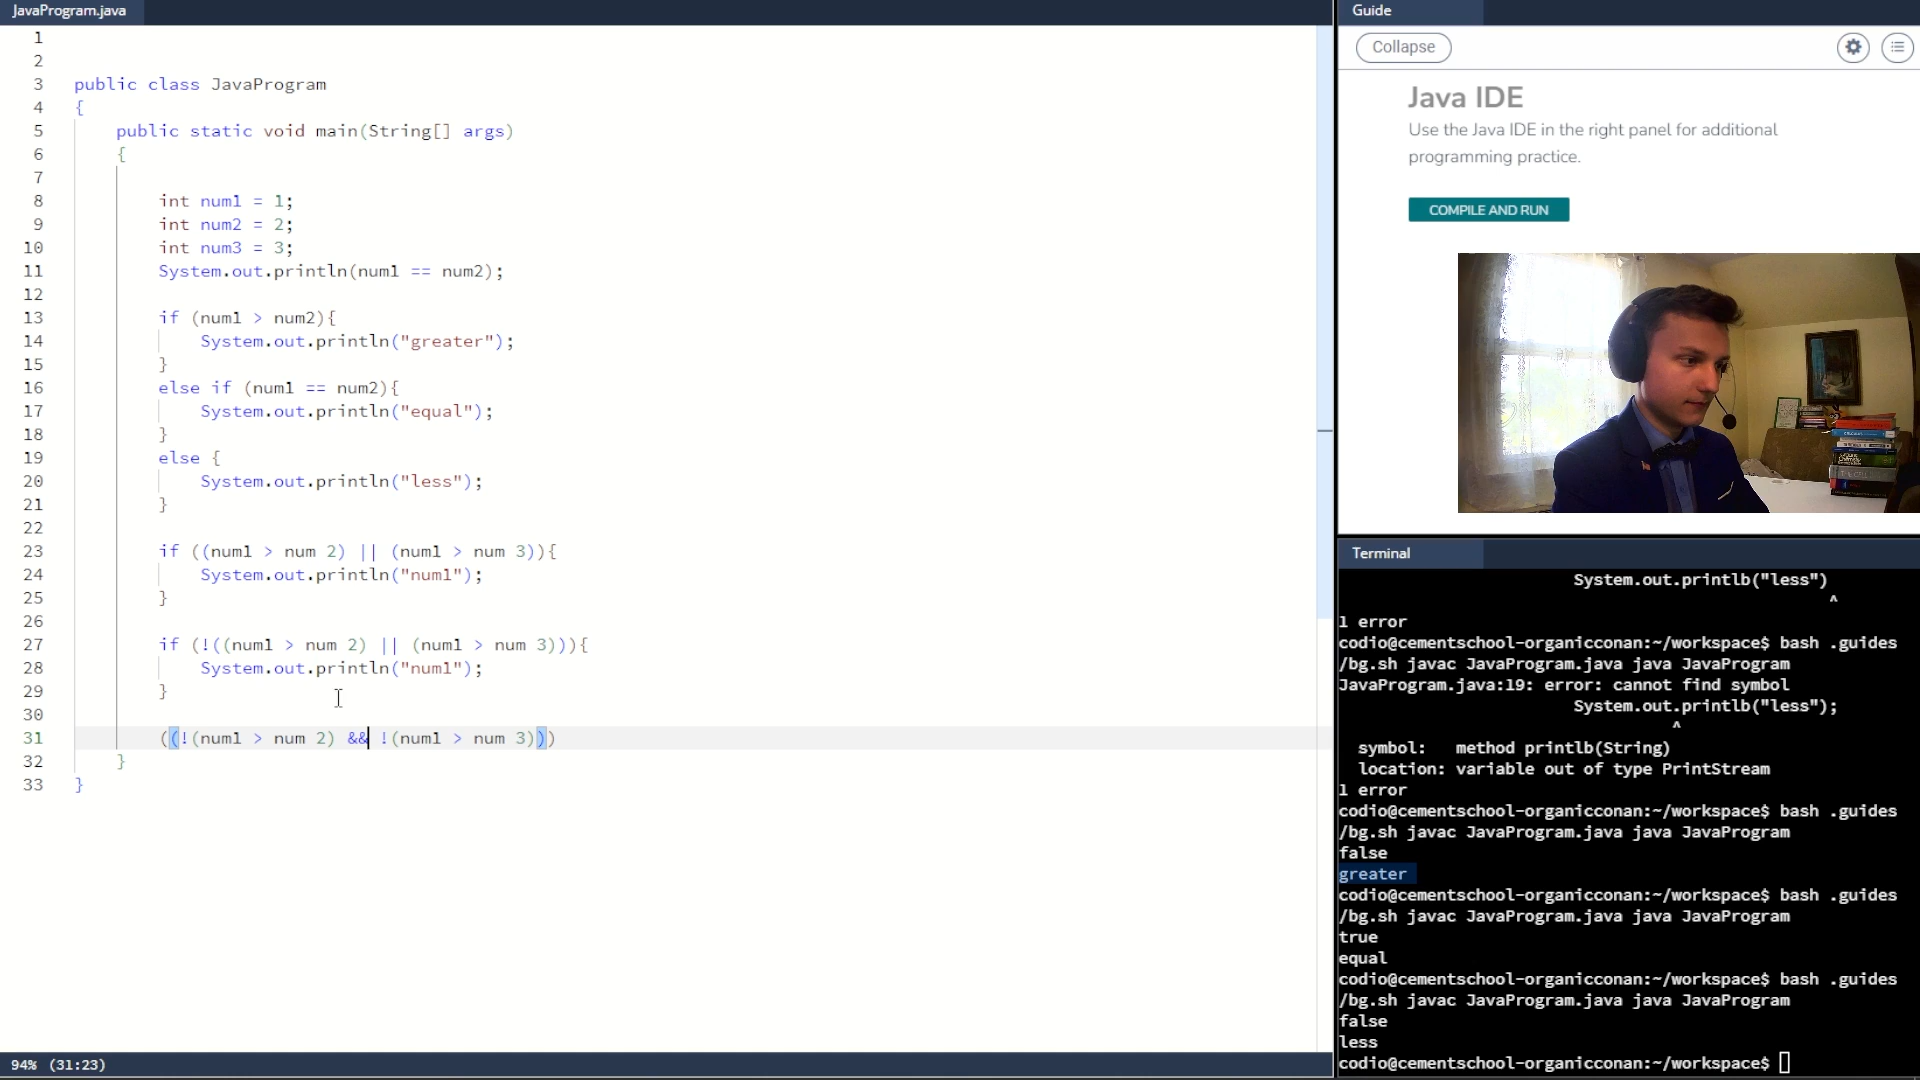 JavaProgram.java
1
2
3 public class JavaProgram
4 {
5 public static void main(String[] args)
6 {
7
8 int num1 = 1;
9 int num2 = 2;
10 int num3 = 3;
11 System.out.println(num1 == num2);
12
13 if (num1 > num2){
14 System.out.println("greater");
15 }
16 else if (num1 == num2){
17 System.out.println("equal");
18 }
19 else {
20 System.out.println("less");
21 }
22
23 if ((num1 > num 2) || (num1 > num 3)){
24 System.out.println("num1");
25 }
26
27 if (!((num1 > num 2) || (num1 > num 3))){
28 System.out.println("num1");
29 }
30
31 ((!(num1 > num 2) && !(num1 > num 3)))
32 }
33 }
94% (31:23)
Guide
Collapse
Java IDE
Use the Java IDE in the right panel for additional
programming practice.
COMPILE AND RUN
Terminal
System.out.printlb("less")
^
1 error
codio@cementschool-organicconan:~/workspace$ bash .guides
/bg.sh javac JavaProgram.java java JavaProgram
JavaProgram.java:19: error: cannot find symbol
System.out.printlb("less");
^
symbol: method printlb(String)
location: variable out of type PrintStream
1 error
codio@cementschool-organicconan:~/workspace$ bash .guides
/bg.sh javac JavaProgram.java java JavaProgram
false
greater
codio@cementschool-organicconan:~/workspace$ bash .guides
/bg.sh javac JavaProgram.java java JavaProgram
true
equal
codio@cementschool-organicconan:~/workspace$ bash .guides
/bg.sh javac JavaProgram.java java JavaProgram
false
less
codio@cementschool-organicconan:~/workspace$